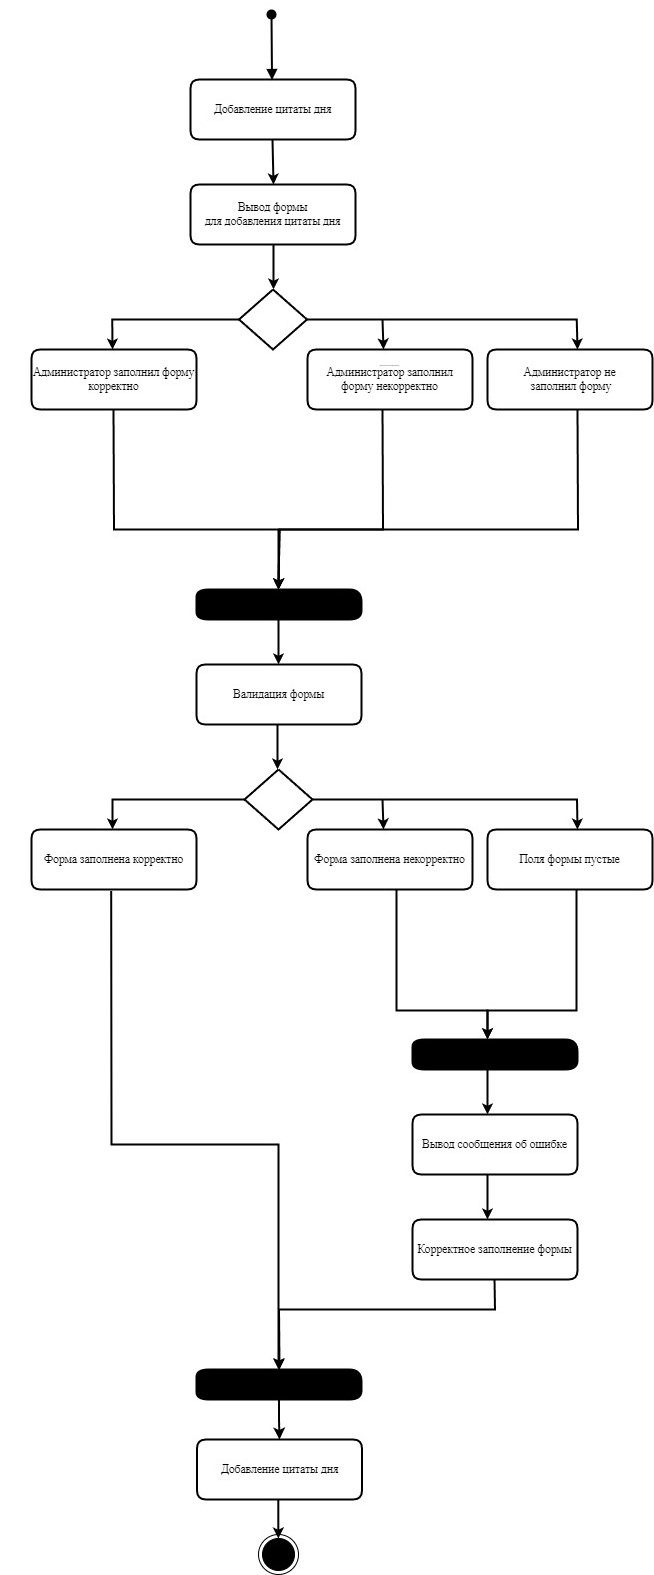 Добавление цитаты дня
Вывод формы
для добавления цитаты дня
Администратор заполнил форму
корректно
Администратор заполнил
форму некорректно
Администратор не
заполнил форму
Валидация формы
Форма заполнена корректно
Форма заполнена некорректно
Поля формы пустые
Вывод сообщения об ошибке
Корректное заполнение формы
Добавление цитаты дня